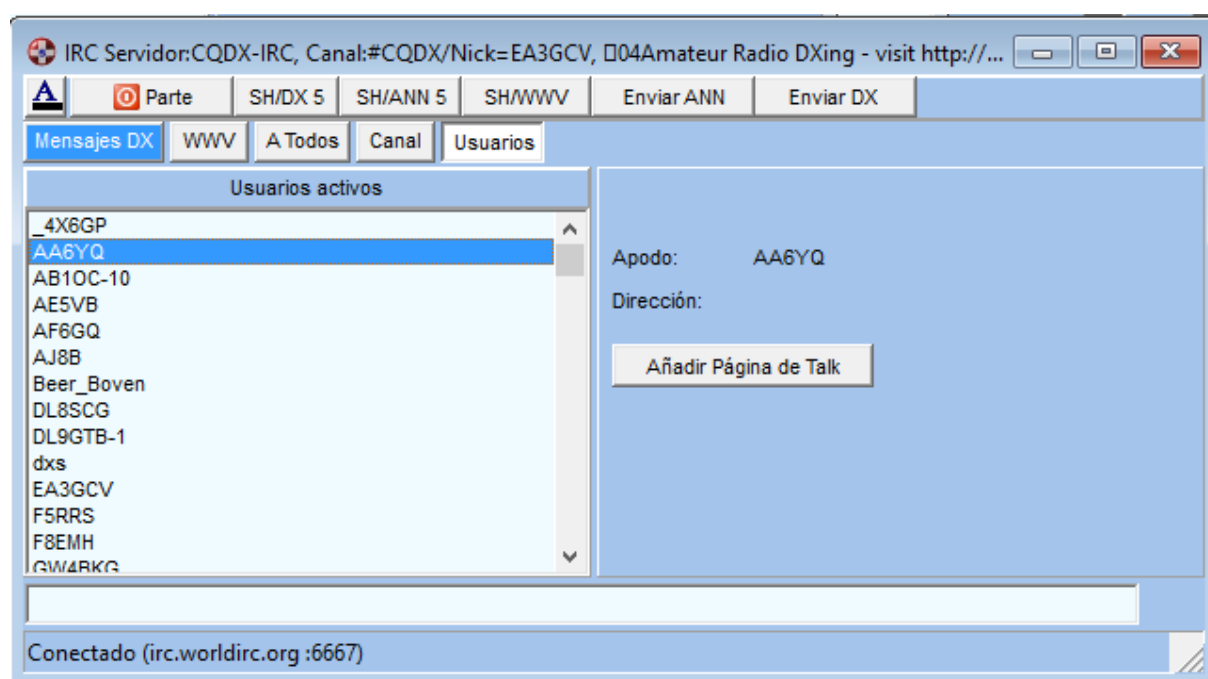 IRC Servidor:CQDX-IRC, Canal:#CQDX/Nick=EA3GCV, □04Amateur Radio DXing - visit http://...
A Parte SH/DX 5 SH/ANN 5 SH/WWV Enviar ANN Enviar DX
Mensajes DX WWV A Todos Canal Usuarios
Usuarios activos
_4X6GP
AA6YQ
AB1OC-10
AE5VB
AF6GQ
AJ8B
Beer_Boven
DL8SCG
DL9GTB-1
dxs
EA3GCV
F5RRS
F8EMH
GW4BKG
Apodo: AA6YQ
Dirección:
Añadir Página de Talk
Conectado (irc.worldirc.org :6667)